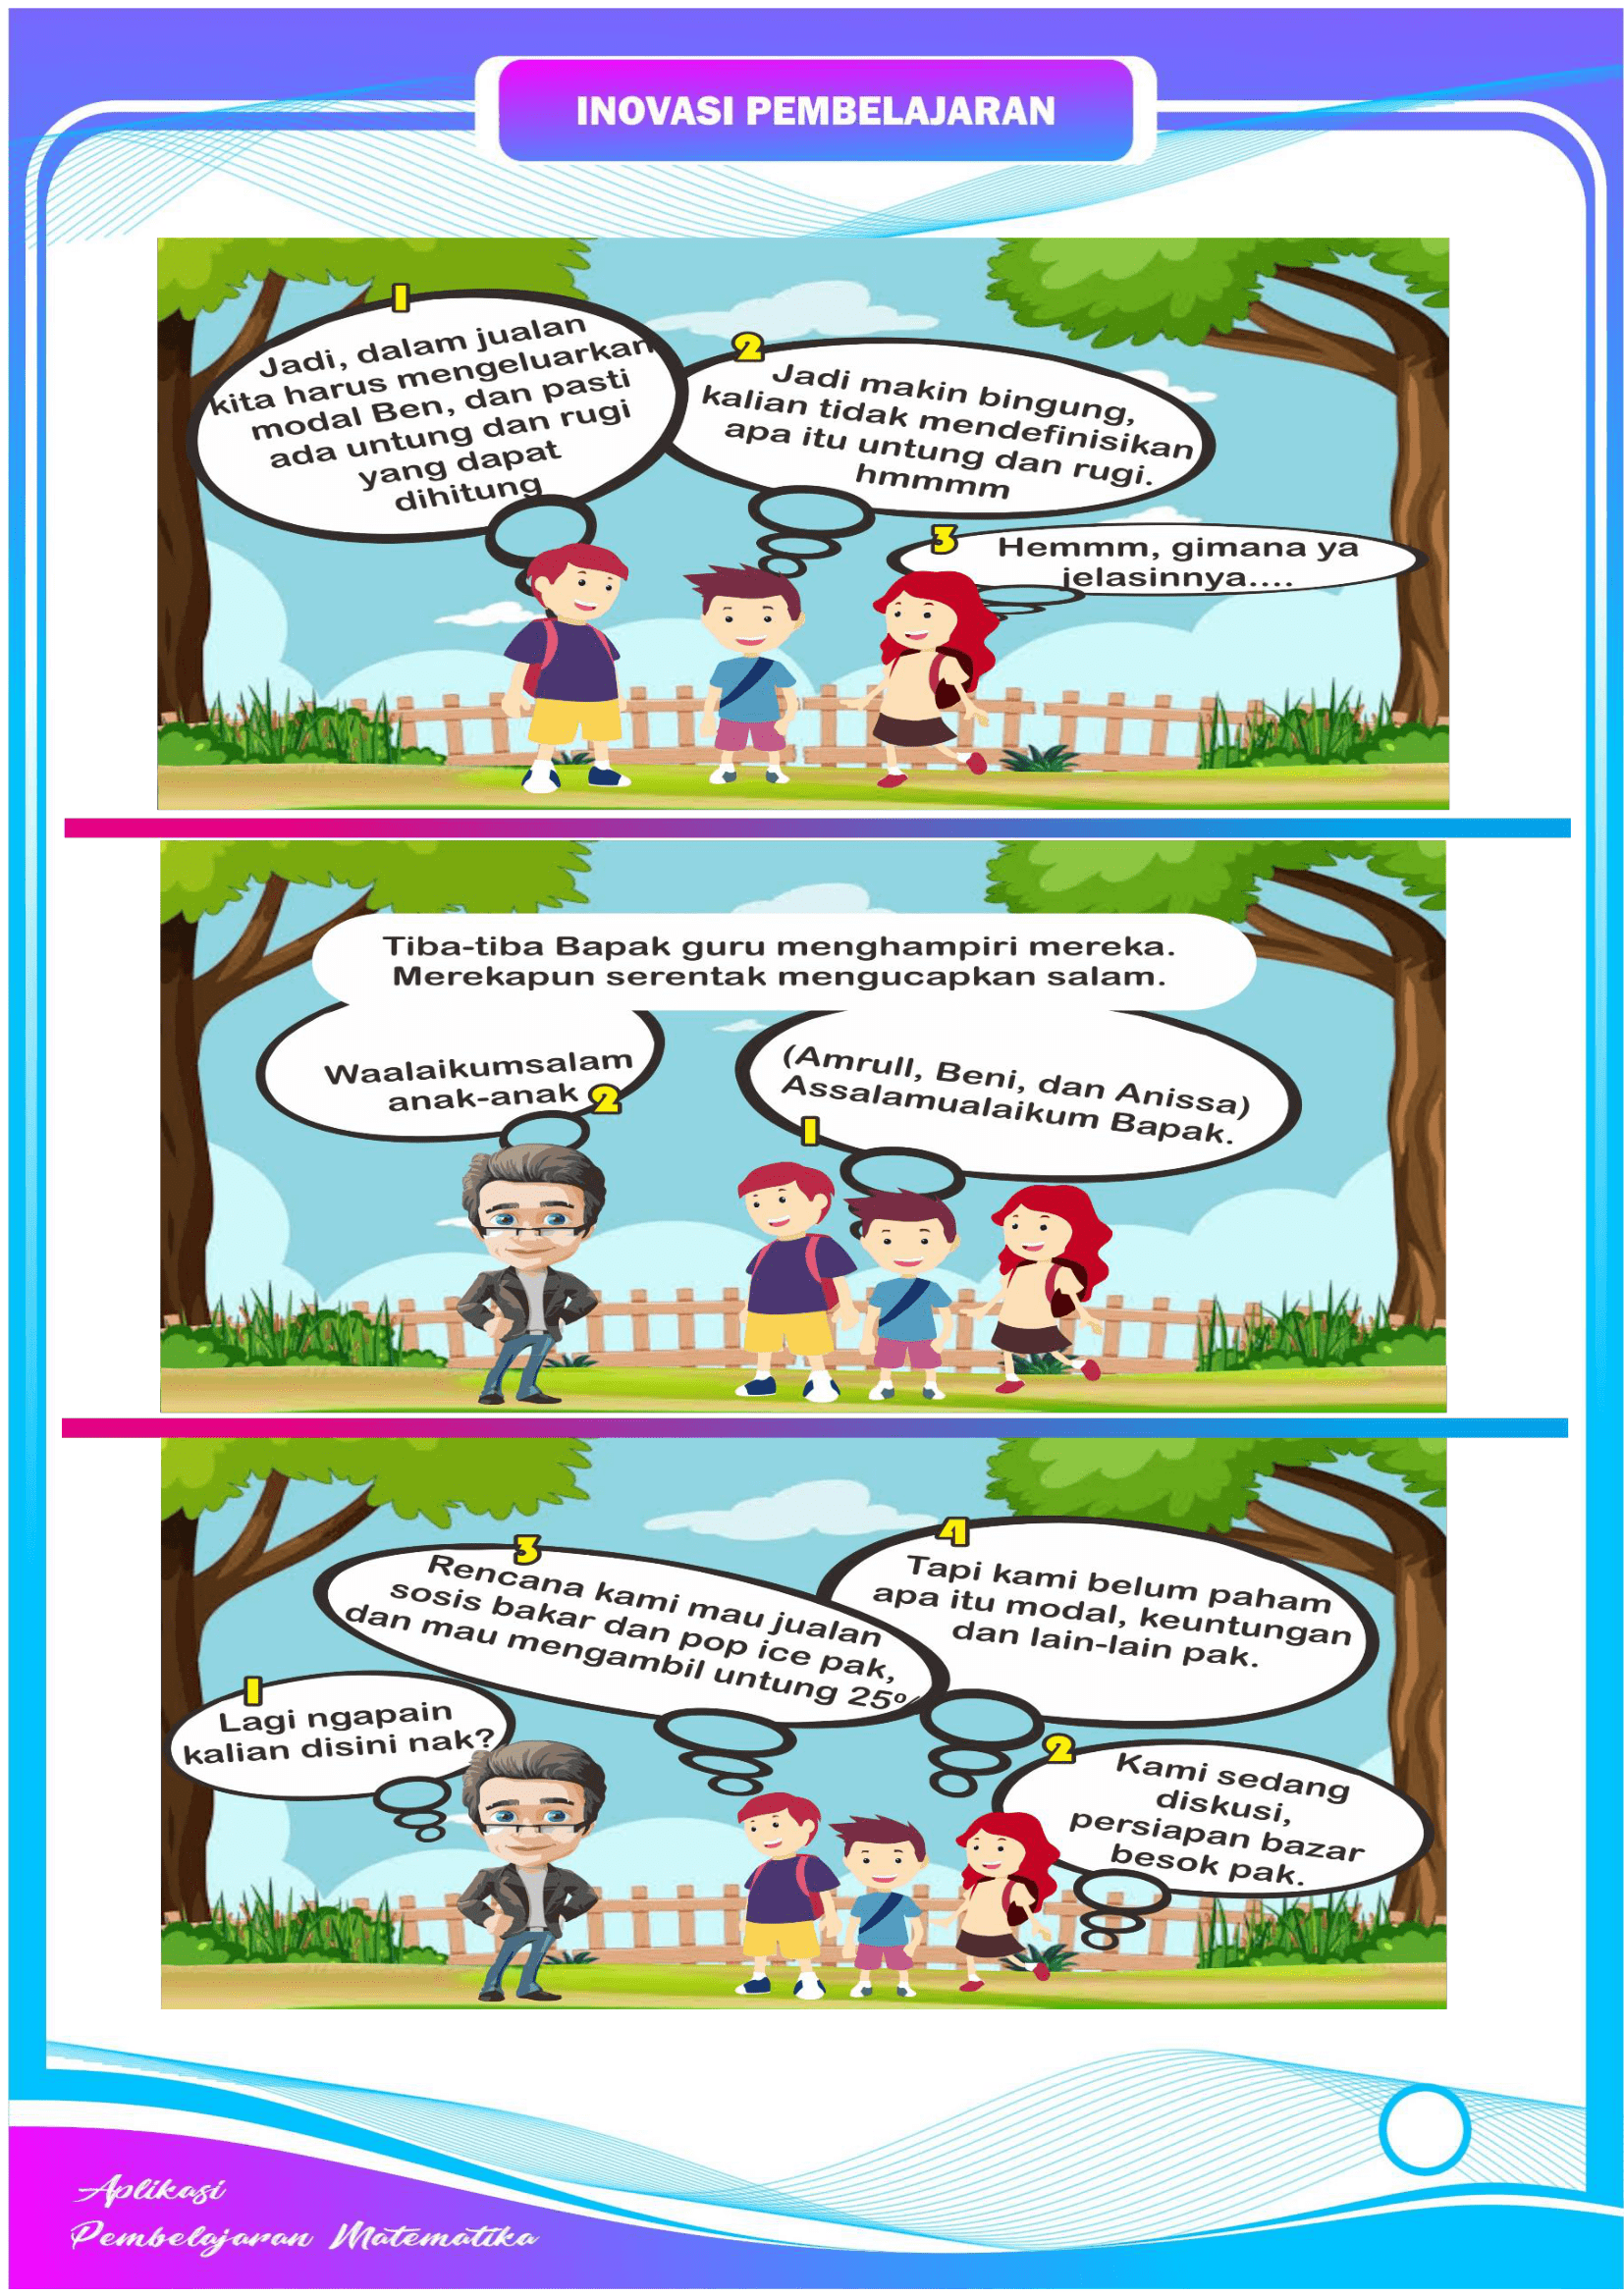 INOVASI PEMBELAJARAN
1
Jadi, dalam jualan
kita harus mengeluarkan
modal Ben, dan pasti
ada untung dan rugi
yang dapat
dihitung
2
Jadi makin bingung,
kalian tidak mendefinisikan
apa itu untung dan rugi.
hmmmm
3
Hemmm, gimana ya
jelasinnya....
Tiba-tiba Bapak guru menghampiri mereka.
Merekapun serentak mengucapkan salam.
(Amrull, Beni, dan Anissa)
Assalamualaikum Bapak.
1
Waalaikumsalam
anak-anak
2
1
Lagi ngapain
kalian disini nak?
2
Kami sedang
diskusi,
persiapan bazar
besok pak.
3
Rencana kami mau jualan
sosis bakar dan pop ice pak,
dan mau mengambil untung 25%
4
Tapi kami belum paham
apa itu modal, keuntungan
dan lain-lain pak.
Aplikasi
Pembelajaran Matematika